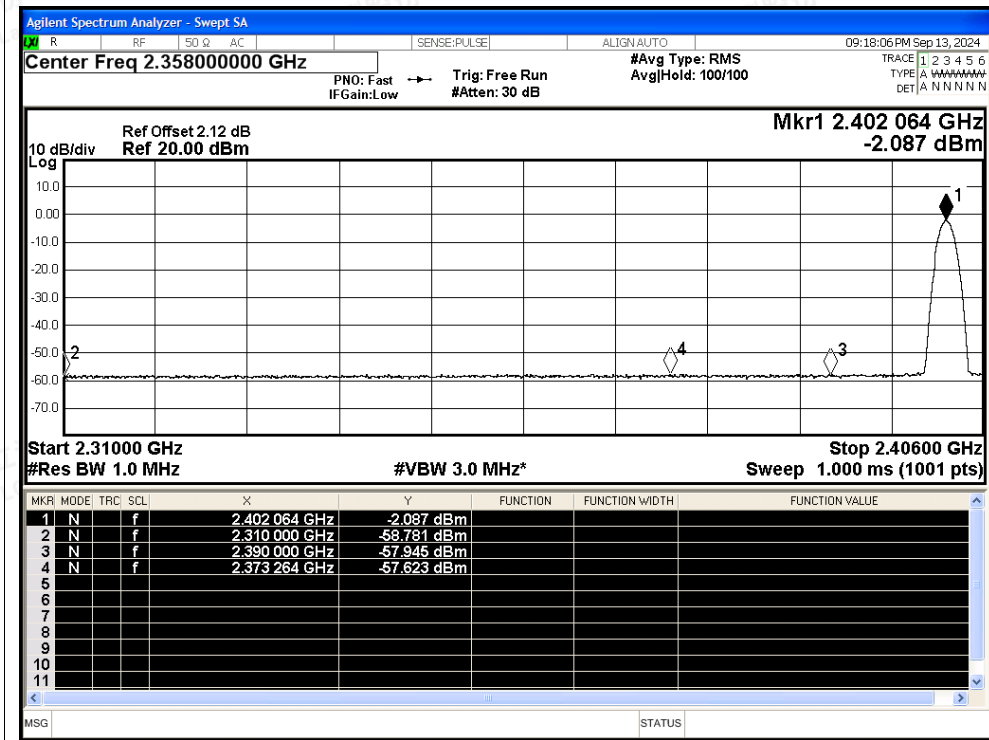 Agilent Spectrum Analyzer - Swept SA
LXI R RF 50 Ω AC SENSE:PULSE ALIGN AUTO 09:18:06 PM Sep 13, 2024
Center Freq 2.358000000 GHz #Avg Type: RMS TRACE 1 2 3 4 5 6
PNO: Fast Trig: Free Run Avg|Hold: 100/100 TYPE A WWWWW
IFGain:Low #Atten: 30 dB DET A N N N N N
Mkr1 2.402 064 GHz
Ref Offset 2.12 dB
10 dB/div Ref 20.00 dBm -2.087 dBm
Log
10.0
1
0.00
-10.0
-20.0
-30.0
-40.0
-50.0 2 4 3
-60.0
-70.0
Start 2.31000 GHz Stop 2.40600 GHz
#Res BW 1.0 MHz #VBW 3.0 MHz* Sweep 1.000 ms (1001 pts)
MKR MODE TRC SCL X Y FUNCTION FUNCTION WIDTH FUNCTION VALUE
1 N f 2.402 064 GHz -2.087 dBm
2 N f 2.310 000 GHz -58.781 dBm
3 N f 2.390 000 GHz -57.945 dBm
4 N f 2.373 264 GHz -57.623 dBm
5
6
7
8
9
10
11
MSG STATUS